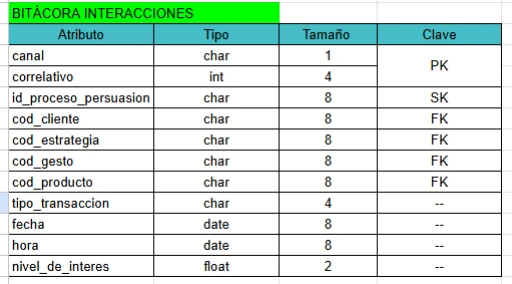 BITÁCORA INTERACCIONES
Atributo Tipo Tamaño Clave
canal char 1 PK
correlativo int 4
id_proceso_persuasion char 8 SK
cod_cliente char 8 FK
cod_estrategia char 8 FK
cod_gesto char 8 FK
cod_producto char 8 FK
tipo_transaccion char 4 --
fecha date 8 --
hora date 8 --
nivel_de_interes float 2 --